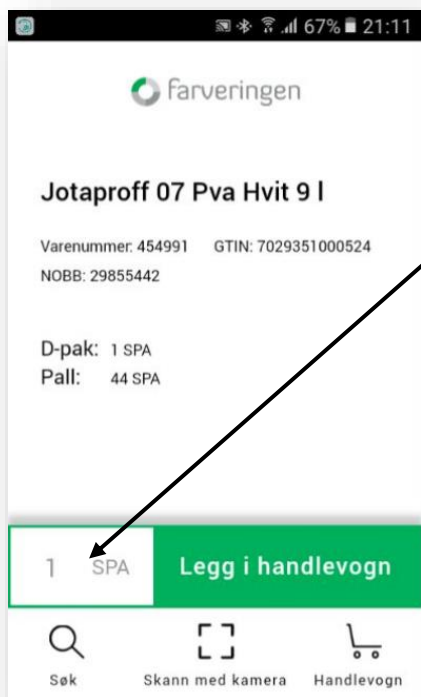 67% 21:11
farveringen
Jotaproff 07 Pva Hvit 9 l
Varenummer: 454991 GTIN: 7029351000524
NOBB: 29855442
D-pak: 1 SPA
Pall: 44 SPA
1 SPA Legg i handlevogn
Søk Skann med kamera Handlevogn